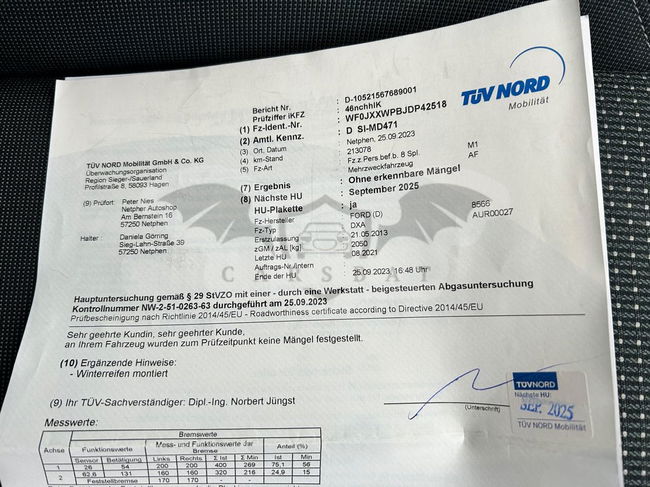 TÜV NORD
Mobilität
Bericht Nr. : D-10521567689001
Prüfziffer iKFZ : 46nchhlK
(1) Fz-Ident.-Nr. : WF0JXXWPBJDP42518
(2) Amtl. Kennz. : D SI-MD471
(3) Ort. Datum : Netphen, 25.09.2023
(4) km-Stand : 213078
(5) Fz-Art : Fz.z.Pers.bef.b. 8 Spl. M1
Mehrzweckfahrzeug AF
(7) Ergebnis : Ohne erkennbare Mängel
(8) Nächste HU : September 2025
HU-Plakette : ja
Fz-Hersteller : FORD (D) 8566
Fz-Typ : DXA AUR00027
Erstzulassung : 21.05.2013
zGM / zAL [kg] : 2050
Letzte HU : 08.2021
Auftrags-Nr./intern :
Ende der HU : 25.09.2023 16:48 Uhr
TÜV NORD Mobilität GmbH & Co. KG
Überwachungsorganisation
Region Siegen-/Sauerland
Profilstraße 8, 58093 Hagen
(9) Prüfort : Peter Nies
Netpher Autoshop
Am Bernstein 16
57250 Netphen
Halter : Daniela Görring
Sieg-Lahn-Straße 39
57250 Netphen
CARSBAT
Hauptuntersuchung gemäß § 29 StVZO mit einer - durch eine Werkstatt - beigesteuerten Abgasuntersuchung
Kontrollnummer NW-2-51-0263-63 durchgeführt am 25.09.2023
Prüfbescheinigung nach Richtlinie 2014/45/EU - Roadworthiness certificate according to Directive 2014/45/EU
Sehr geehrte Kundin, sehr geehrter Kunde,
an Ihrem Fahrzeug wurden zum Prüfzeitpunkt keine Mängel festgestellt.
(10) Ergänzende Hinweise:
- Winterreifen montiert
(9) Ihr TÜV-Sachverständiger: Dipl.-Ing. Norbert Jüngst
(Unterschrift)
TÜV NORD
Nächste HU:
SEP. 2025
TÜV NORD Mobilität
Messwerte:
Bremswerte
Achse Funktionswerte Mess- und Funktionswerte der Bremse Anteil (%)
Sensor Betätigung Links Rechts Σ Ist Σ Min Ist Min
1 26 54 200 200 400 269 75,1 56
2 62,6 131 160 160 320 216 24,9 15
Feststellbremse 170 170 - -